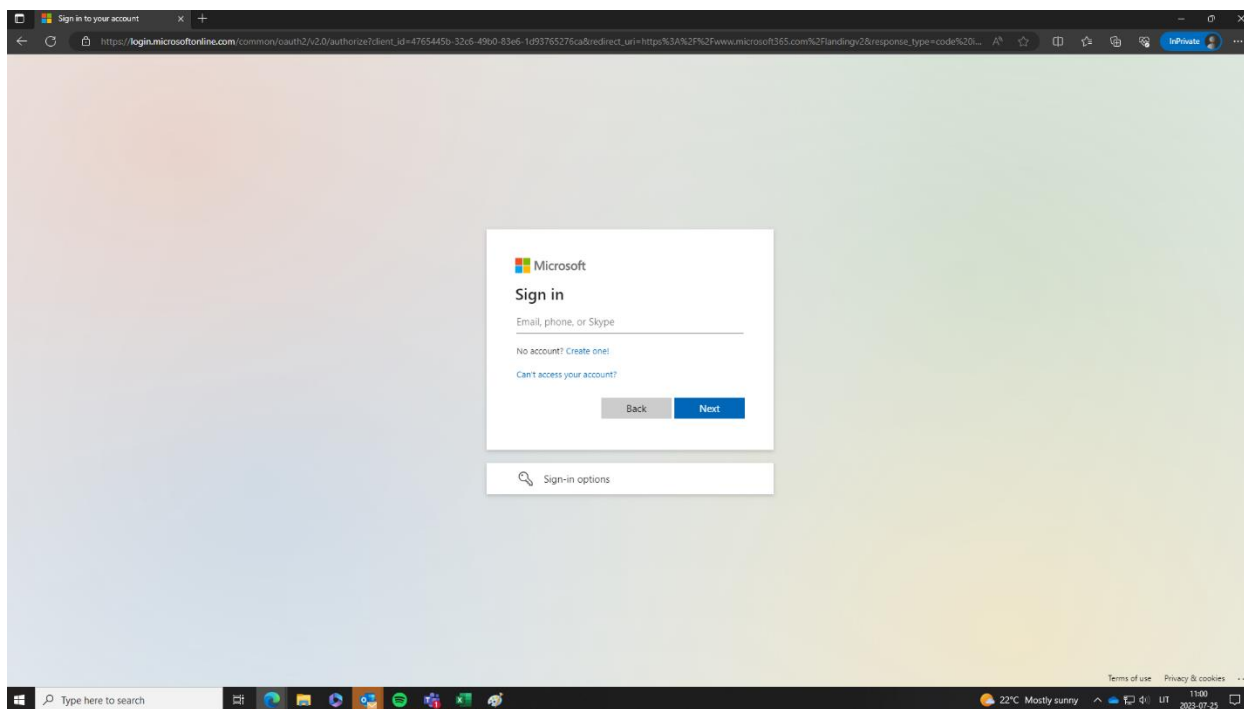 Sign in to your account
https://login.microsoftonline.com/common/oauth2/v2.0/authorize?client_id=4765445b-32c6-49b0-83e6-1d93765276ca&redirect_uri=https%3A%2F%2Fwww.microsoft365.com%2Flandingv2&response_type=code%20i...
InPrivate
Microsoft
Sign in
Email, phone, or Skype
No account? Create one!
Can't access your account?
Back Next
Sign-in options
Terms of use Privacy & cookies
Type here to search
22°C Mostly sunny
LIT
11:00
2023-07-25